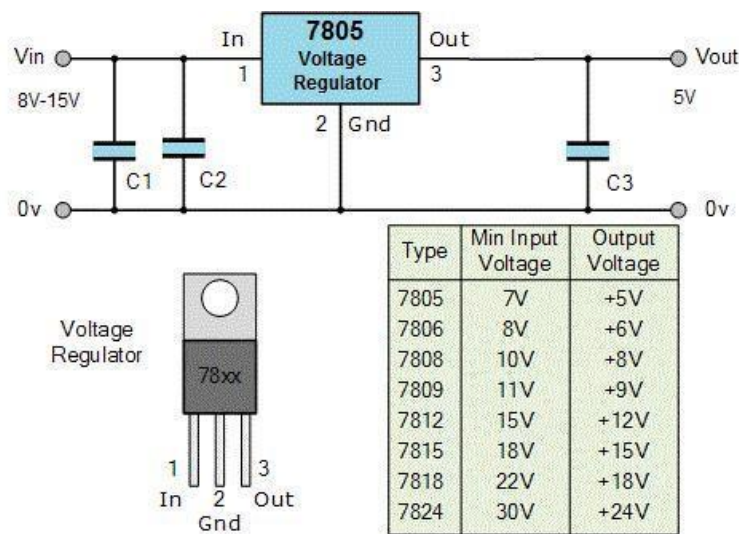 7805
Voltage
Regulator
In
1
Out
3
2 Gnd
Vin
8V-15V
Vout
5V
C1
C2
C3
0v
0v
Voltage
Regulator
78xx
1 3
In 2 Out
Gnd
Type Min Input Voltage Output Voltage
7805 7V +5V
7806 8V +6V
7808 10V +8V
7809 11V +9V
7812 15V +12V
7815 18V +15V
7818 22V +18V
7824 30V +24V